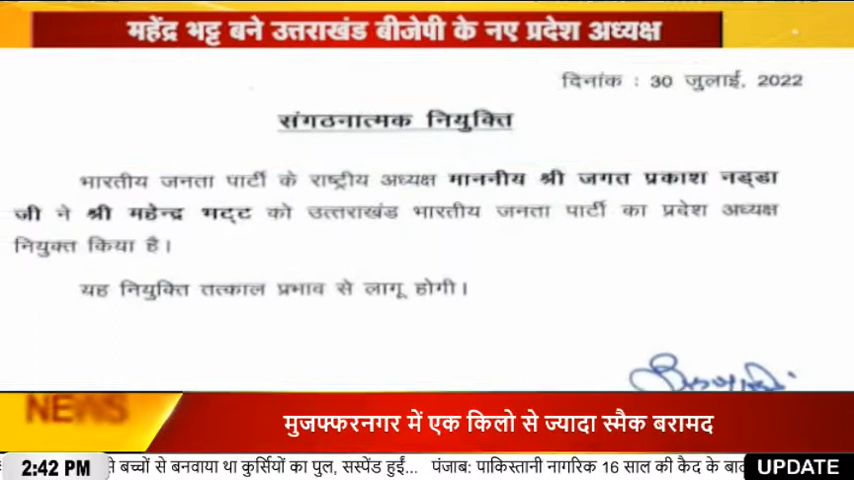 महेंद्र भट्ट बने उत्तराखंड बीजेपी के नए प्रदेश अध्यक्ष
दिनांक : 30 जुलाई, 2022
संगठनात्मक नियुक्ति
भारतीय जनता पार्टी के राष्ट्रीय अध्यक्ष माननीय श्री जगत प्रकाश नड्डा
जी ने श्री महेन्द्र भट्ट को उत्तराखंड भारतीय जनता पार्टी का प्रदेश अध्यक्ष
नियुक्त किया है।
यह नियुक्ति तत्काल प्रभाव से लागू होगी।
NEWS
मुजफ्फरनगर में एक किलो से ज्यादा स्मैक बरामद
2:42 PM से बच्चों से बनवाया था कुर्सियों का पुल, सस्पेंड हुईं... पंजाब: पाकिस्तानी नागरिक 16 साल की कैद के बाद UPDATE